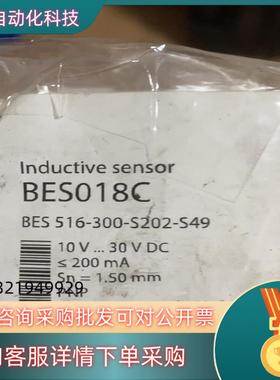 自动化科技
Inductive sensor
BES018C
BES 516-300-S202-S49
10 V ... 30 V DC
≤ 200 mA
Sn = 1.50 mm
PNP
821949929
咨询采购批发可对公开票
客服详情下单采购